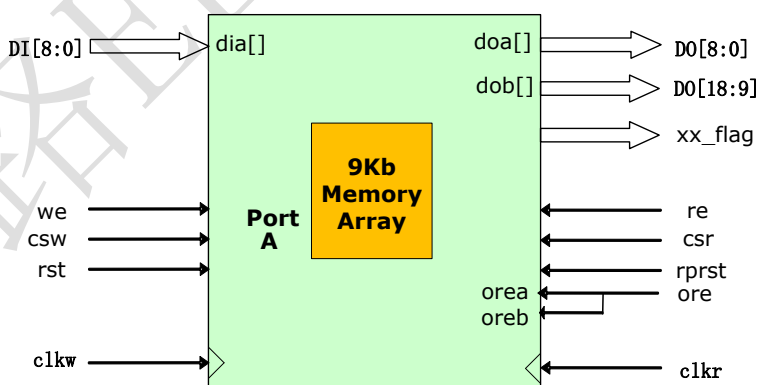 DI[8:0]
dia[]
doa[]
DO[8:0]
dob[]
DO[18:9]
xx_flag
9Kb
Memory
Array
Port
A
we
csw
rst
re
csr
rprst
orea
ore
oreb
clkw
clkr